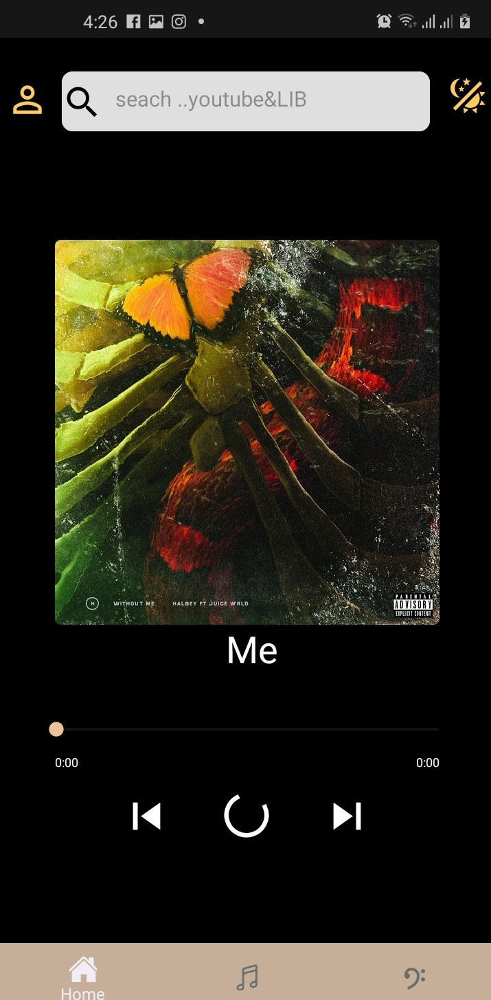 4:26
seach ..youtube&LIB
H WITHOUT ME HALSEY FT JUICE WRLD
PARENTAL
ADVISORY
EXPLICIT CONTENT
Me
0:00 0:00
Home